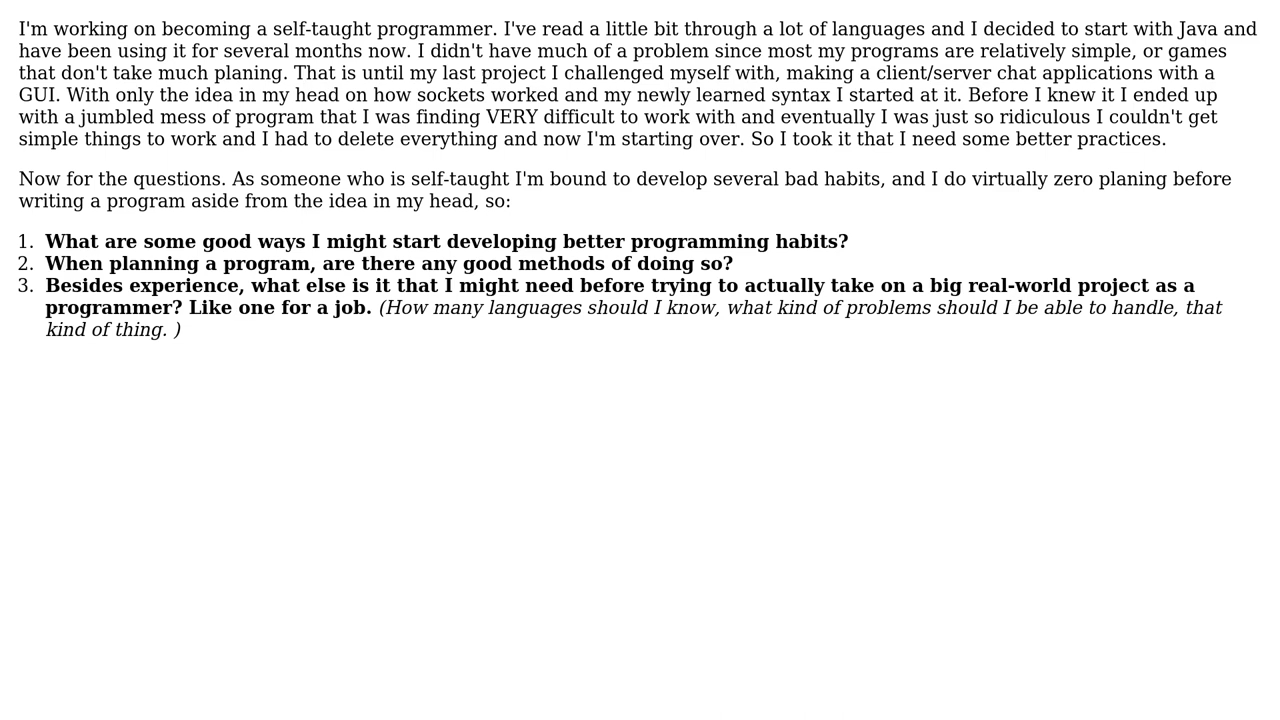 I'm working on becoming a self-taught programmer. I've read a little bit through a lot of languages and I decided to start with Java and
have been using it for several months now. I didn't have much of a problem since most my programs are relatively simple, or games
that don't take much planing. That is until my last project I challenged myself with, making a client/server chat applications with a
GUI. With only the idea in my head on how sockets worked and my newly learned syntax I started at it. Before I knew it I ended up
with a jumbled mess of program that I was finding VERY difficult to work with and eventually I was just so ridiculous I couldn't get
simple things to work and I had to delete everything and now I'm starting over. So I took it that I need some better practices.
Now for the questions. As someone who is self-taught I'm bound to develop several bad habits, and I do virtually zero planing before
writing a program aside from the idea in my head, so:
1. What are some good ways I might start developing better programming habits?
2. When planning a program, are there any good methods of doing so?
3. Besides experience, what else is it that I might need before trying to actually take on a big real-world project as a
programmer? Like one for a job. (How many languages should I know, what kind of problems should I be able to handle, that
kind of thing. )